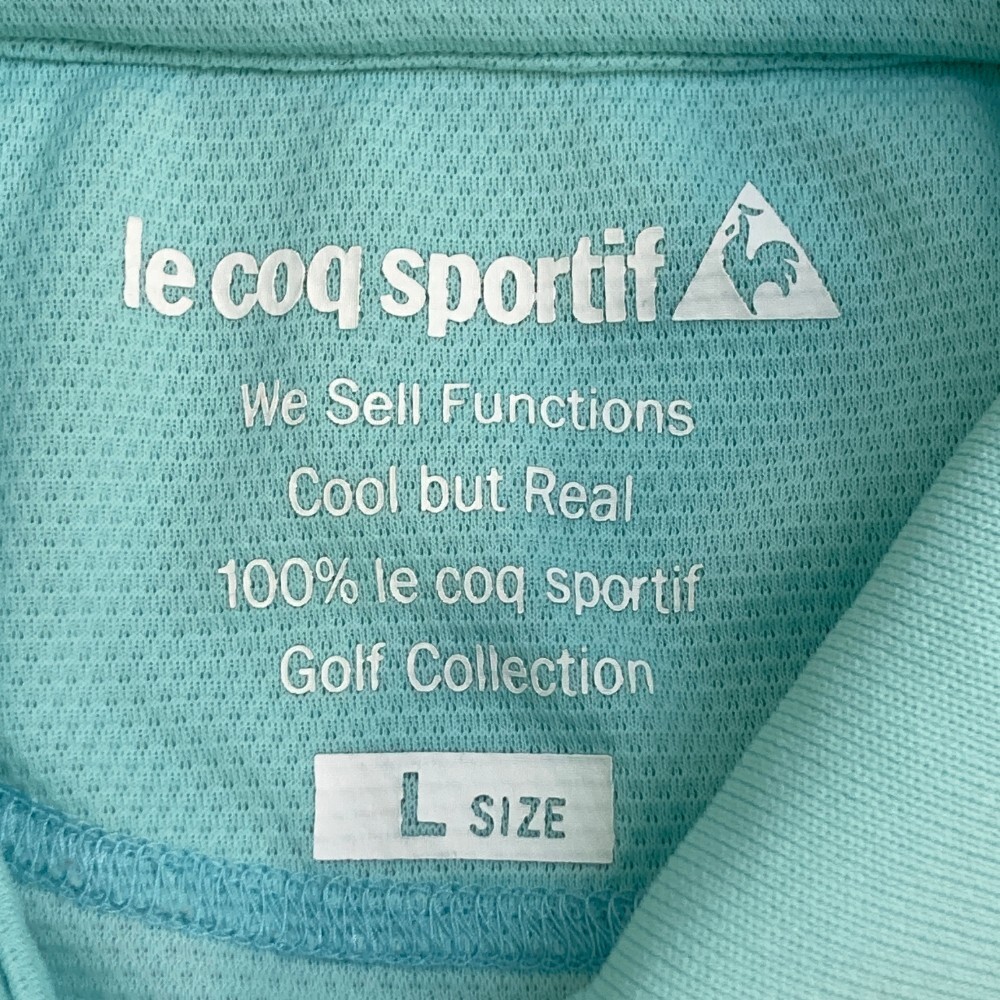 le coq sportif
We Sell Functions
Cool but Real
100% le coq sportif
Golf Collection
L SIZE